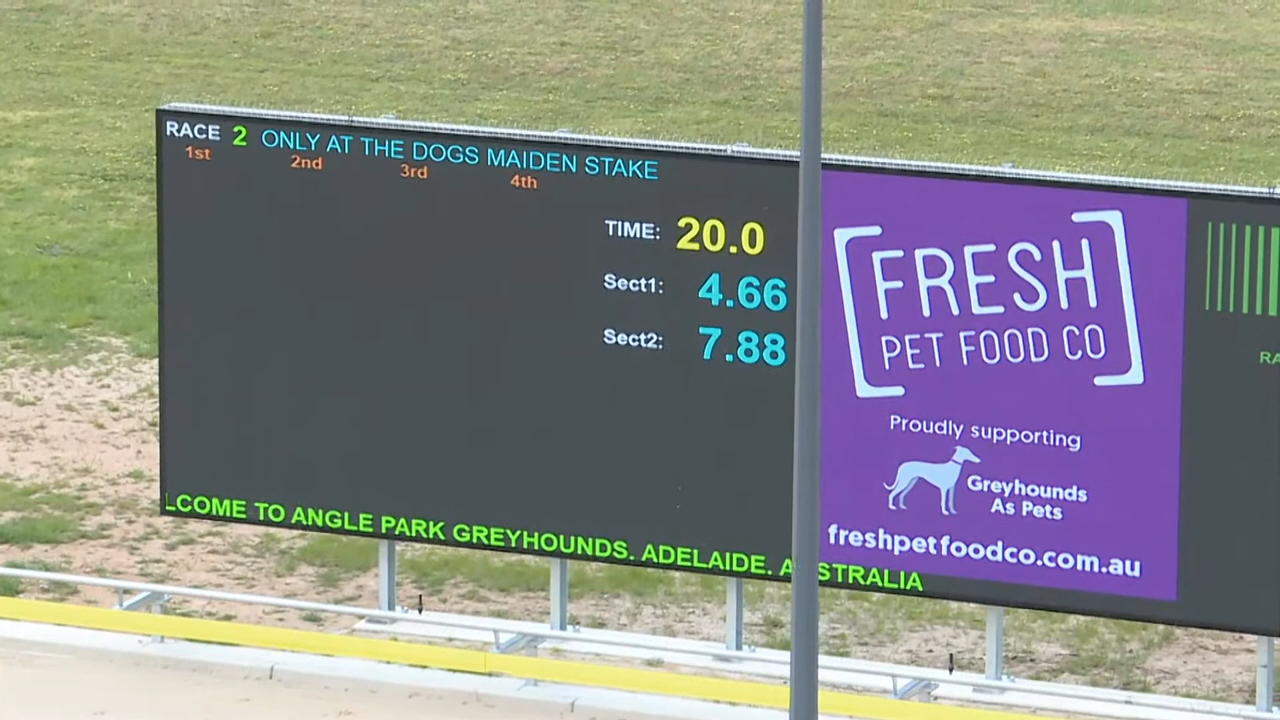 RACE 2 ONLY AT THE DOGS MAIDEN STAKE
1st 2nd 3rd 4th
TIME: 20.0
Sect1: 4.66
Sect2: 7.88
LCOME TO ANGLE PARK GREYHOUNDS. ADELAIDE. A STRALIA
[FRESH
PET FOOD CO]
Proudly supporting
Greyhounds
As Pets
freshpetfoodco.com.au
RA